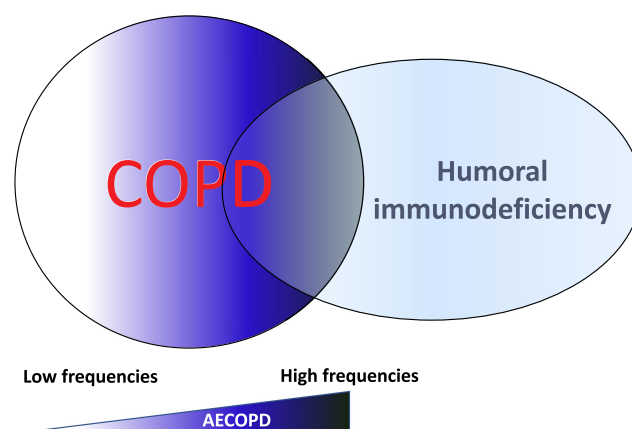 COPD
Humoral
immunodeficiency
Low frequencies
High frequencies
AECOPD